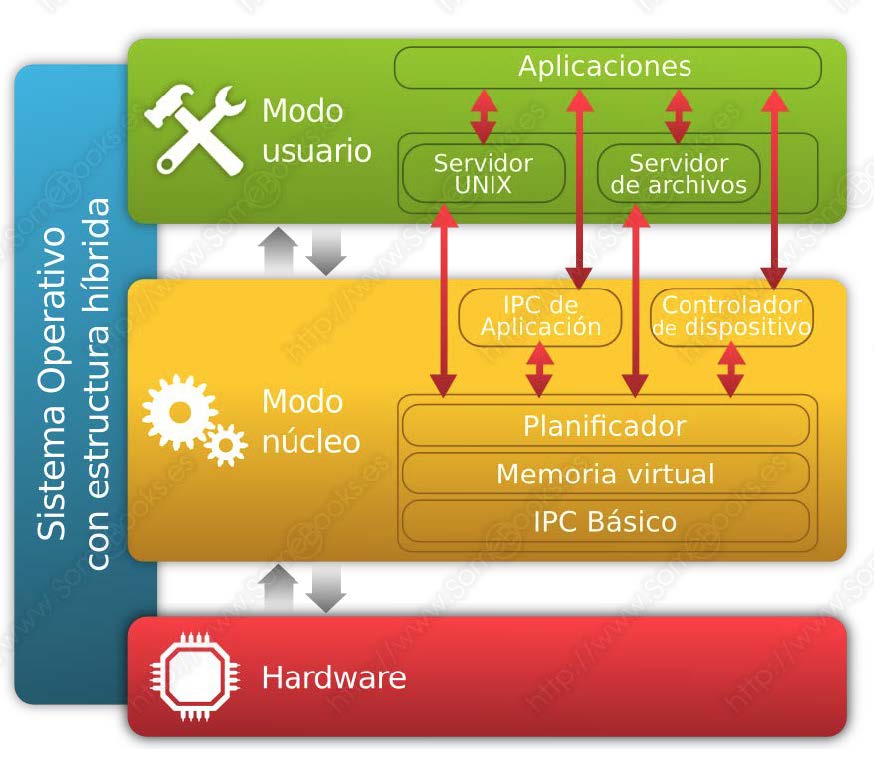 Sistema Operativo
con estructura híbrida
Modo
usuario
Aplicaciones
Servidor
UNIX
Servidor
de archivos
Modo
núcleo
IPC de
Aplicación
Controlador
de dispositivo
Planificador
Memoria virtual
IPC Básico
Hardware
http://www.SomeBooks.es